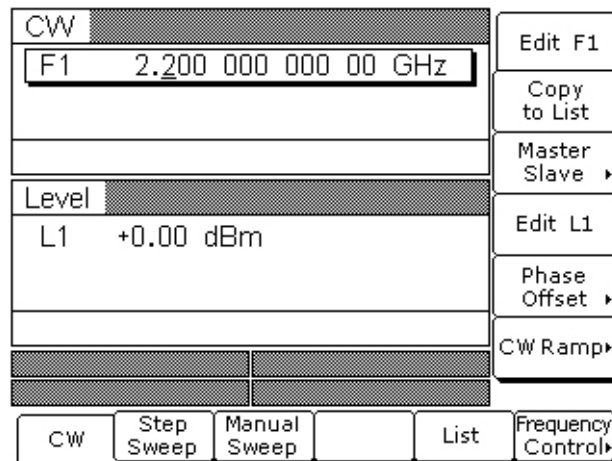 CW
F1 2.200 000 000 00 GHz
Level
L1 +0.00 dBm
Edit F1
Copy
to List
Master
Slave
Edit L1
Phase
Offset
CW Ramp
CW
Step
Sweep
Manual
Sweep
List
Frequency
Control